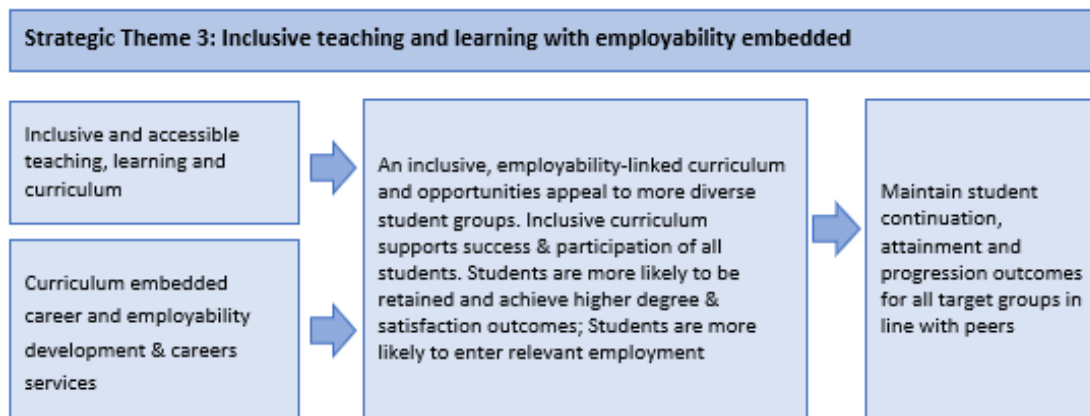 Strategic Theme 3: Inclusive teaching and learning with employability embedded
Inclusive and accessible
teaching, learning and
curriculum
Curriculum embedded
career and employability
development & careers
services
An inclusive, employability-linked curriculum
and opportunities appeal to more diverse
student groups. Inclusive curriculum
supports success & participation of all
students. Students are more likely to be
retained and achieve higher degree &
satisfaction outcomes; Students are more
likely to enter relevant employment
Maintain student
continuation,
attainment and
progression outcomes
for all target groups in
line with peers